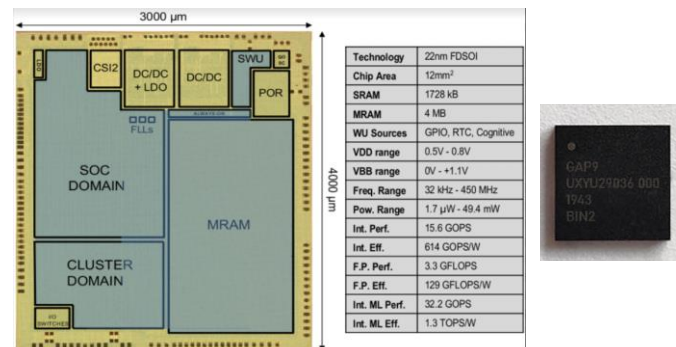 3000 µm
LDO
CSI2
DC/DC
+ LDO
DC/DC
SWU
POR
FLLs
SOC
DOMAIN
MRAM
CLUSTER
DOMAIN
I/O
SWITCHES
4000 µm
Technology 22nm FDSOI
Chip Area 12mm²
SRAM 1728 kB
MRAM 4 MB
WU Sources GPIO, RTC, Cognitive
VDD range 0.5V - 0.8V
VBB range 0V - +1.1V
Freq. Range 32 kHz - 450 MHz
Pow. Range 1.7 µW - 49.4 mW
Int. Perf. 15.6 GOPS
Int. Eff. 614 GOPS/W
F.P. Perf. 3.3 GFLOPS
F.P. Eff. 129 GFLOPS/W
Int. ML Perf. 32.2 GOPS
Int. ML Eff. 1.3 TOPS/W
GAP9
UXYU29036 000
1943
BIN2